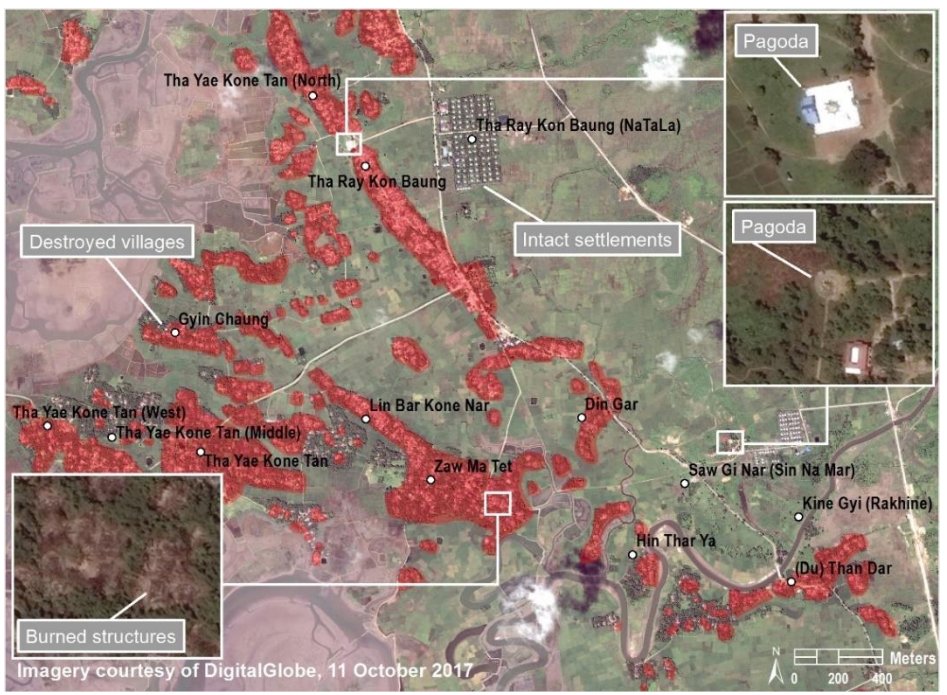 Pagoda
Tha Yae Kone Tan (North)
Tha Ray Kon Baung (NaTaLa)
Tha Ray Kon Baung
Pagoda
Destroyed villages
Intact settlements
Gyin Chaung
Tha Yae Kone Tan (West)
Lin Bar Kone Nar
Din Gar
Tha Yae Kone Tan (Middle)
Tha Yae Kone Tan
Zaw Ma Tet
Saw Gi Nar (Sin Na Mar)
Kine Gyi (Rakhine)
Hin Thar Ya
(Du) Than Dar
Burned structures
Imagery courtesy of DigitalGlobe, 11 October 2017
N
Meters
0 200 400